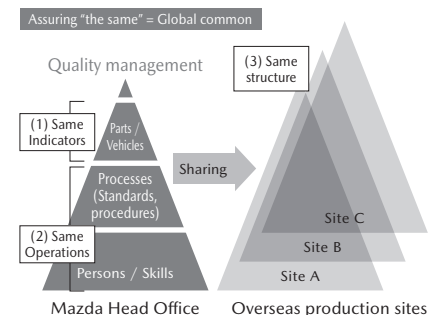 Assuring “the same” = Global common
Quality management
(1) Same
Indicators
Parts /
Vehicles
Processes
(Standards,
procedures)
(2) Same
Operations
Persons / Skills
Mazda Head Office
Sharing
(3) Same
structure
Site C
Site B
Site A
Overseas production sites